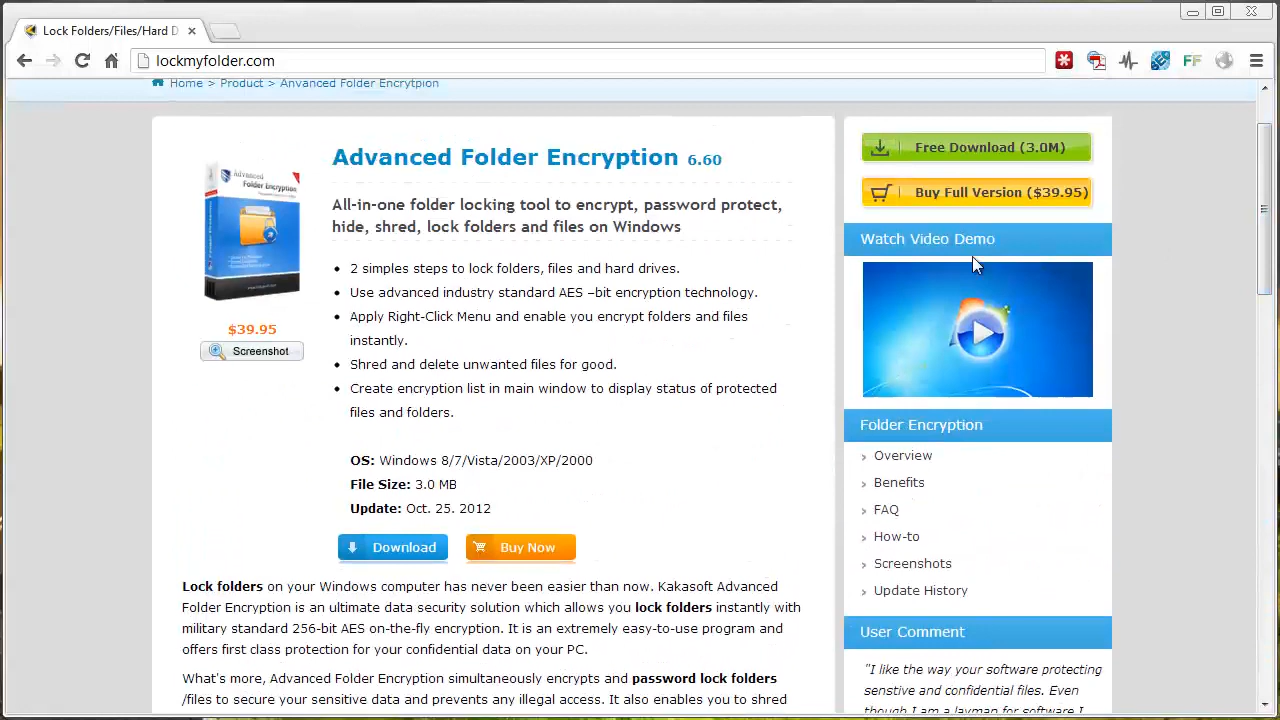 Lock Folders/Files/Hard D
lockmyfolder.com
FF
Home > Product > Anvanced Folder Encrytpion
Advanced Folder Encryption 6.60
All-in-one folder locking tool to encrypt, password protect,
hide, shred, lock folders and files on Windows
Advanced
Folder Encryption
$39.95
Screenshot
2 simples steps to lock folders, files and hard drives.
Use advanced industry standard AES –bit encryption technology.
Apply Right-Click Menu and enable you encrypt folders and files
instantly.
Shred and delete unwanted files for good.
Create encryption list in main window to display status of protected
files and folders.
OS: Windows 8/7/Vista/2003/XP/2000
File Size: 3.0 MB
Update: Oct. 25. 2012
Download
Buy Now
Lock folders on your Windows computer has never been easier than now. Kakasoft Advanced
Folder Encryption is an ultimate data security solution which allows you lock folders instantly with
military standard 256-bit AES on-the-fly encryption. It is an extremely easy-to-use program and
offers first class protection for your confidential data on your PC.
What's more, Advanced Folder Encryption simultaneously encrypts and password lock folders
/files to secure your sensitive data and prevents any illegal access. It also enables you to shred
Free Download (3.0M)
Buy Full Version ($39.95)
Watch Video Demo
Folder Encryption
Overview
Benefits
FAQ
How-to
Screenshots
Update History
User Comment
"I like the way your software protecting
senstive and confidential files. Even
though I am a layman for software I